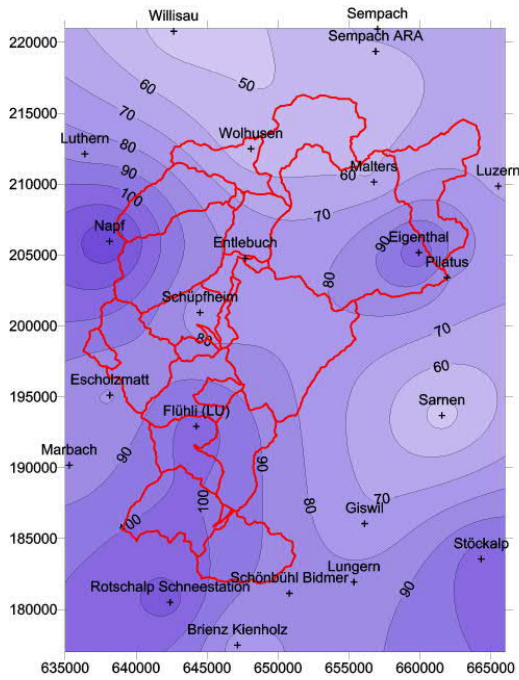 Willisau
Sempach
220000
Sempach ARA
60
50
70
215000
80
Wolhusen
Luthern
90
60
Malters
Luzern
210000
100
70
Napf
90
Eigenthal
205000
Entlebuch
Pilatus
80
Schüpfheim
200000
80
70
60
Escholzmatt
195000
Sarnen
Flühli (LU)
Marbach
90
90
190000
100
80
70
Giswil
100
185000
Stöckalp
Lungern
Rotschalp Schneestation
Schönbühl Bidmer
90
180000
Brienz Kienholz
635000 640000 645000 650000 655000 660000 665000